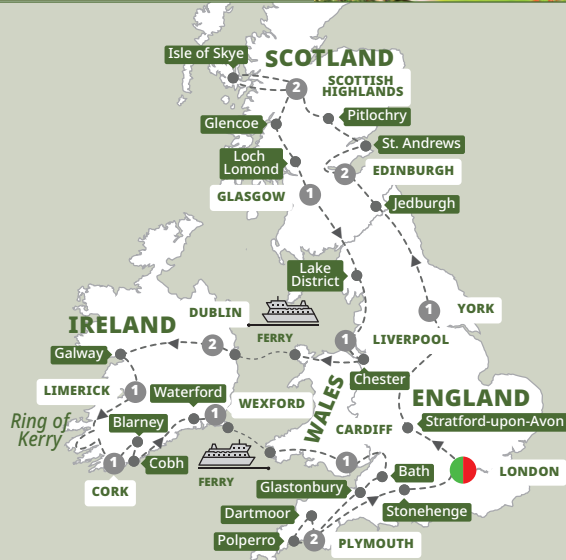 Isle of Skye
SCOTLAND
2
SCOTTISH
HIGHLANDS
Pitlochry
Glencoe
St. Andrews
Loch
Lomond
2
EDINBURGH
1
GLASGOW
Jedburgh
Lake
District
DUBLIN
1
YORK
IRELAND
FERRY
2
1
LIVERPOOL
Galway
Chester
LIMERICK
1
Waterford
WALES
ENGLAND
Ring of
Kerry
Blarney
1
WEXFORD
CARDIFF
Stratford-upon-Avon
1
Cobh
1
Bath
LONDON
CORK
FERRY
Glastonbury
Stonehenge
Dartmoor
Polperro
2
PLYMOUTH